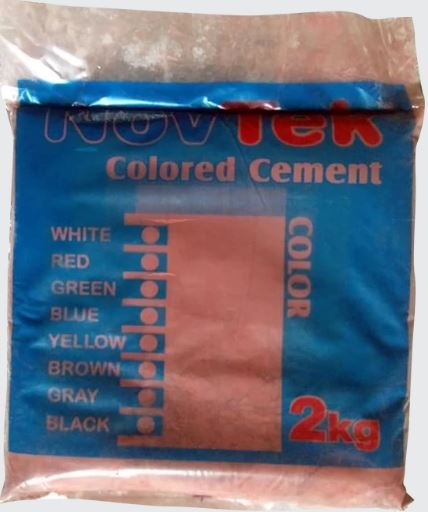 NovTek
Colored Cement
COLOR
WHITE
RED
GREEN
BLUE
YELLOW
BROWN
GRAY
BLACK
2kg